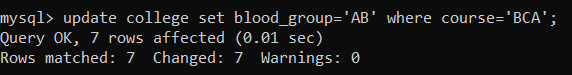 mysql> update college set blood_group='AB' where course='BCA';
Query OK, 7 rows affected (0.01 sec)
Rows matched: 7  Changed: 7  Warnings: 0